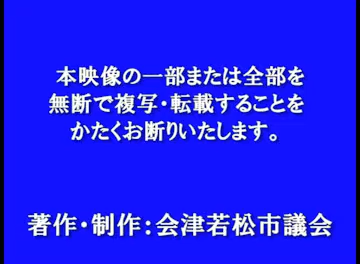 本映像の一部または全部を
無断で複写・転載することを
かたくお断りいたします。
著作・制作:会津若松市議会